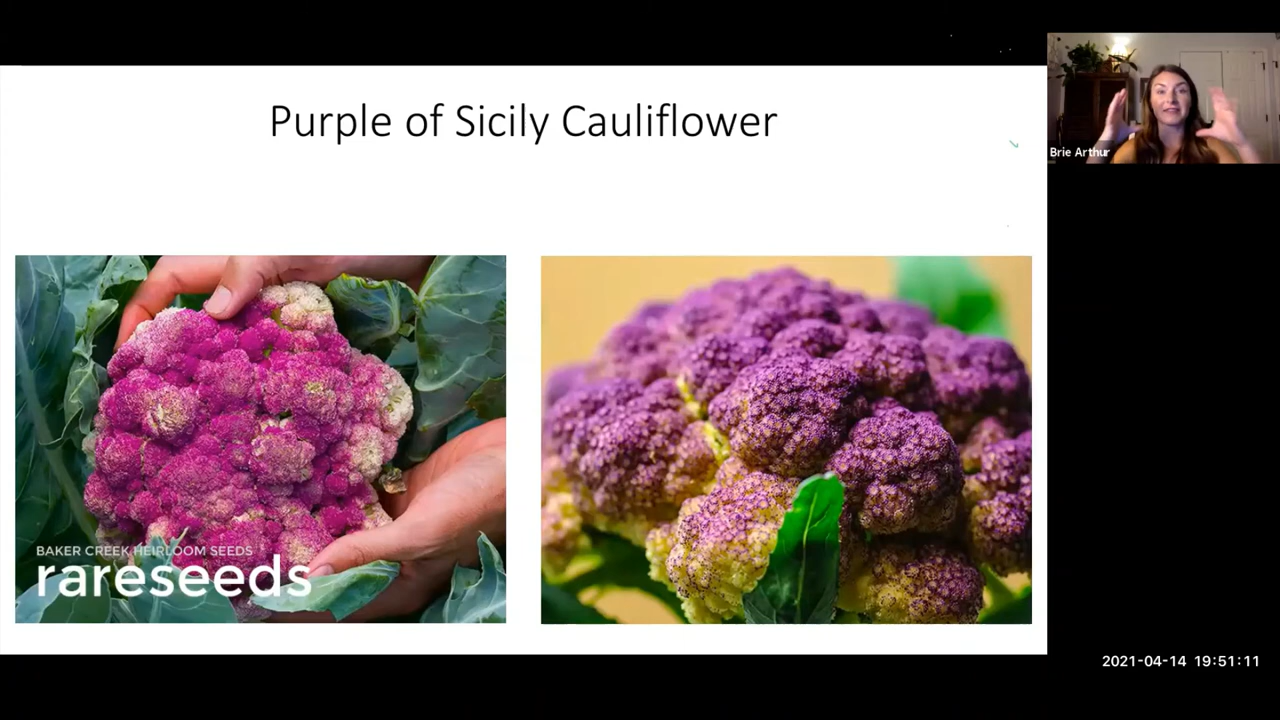 Purple of Sicily Cauliflower
Brie Arthur
BAKER CREEK HEIRLOOM SEEDS
rareseeds
2021-04-14 19:51:11